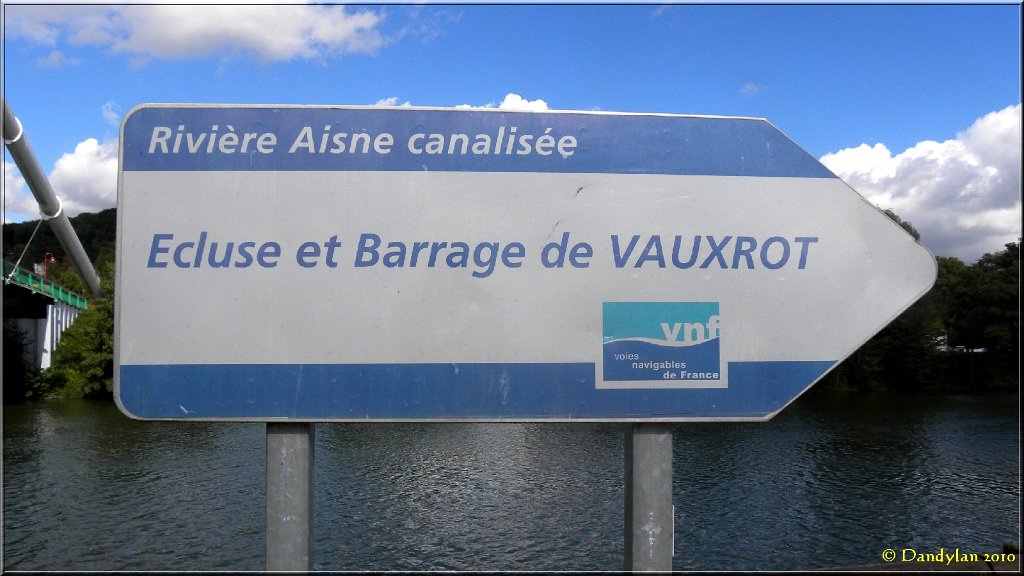 Rivière Aisne canalisée
Ecluse et Barrage de VAUXROT
vnf
voies
navigables
de France
© Dandylan 2010